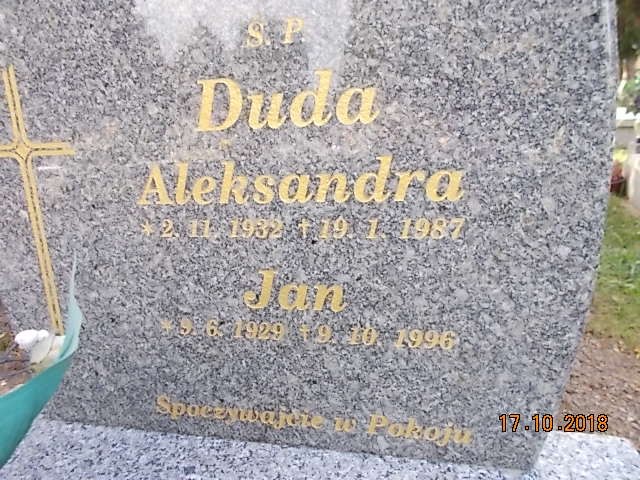 S. P
Duda
Aleksandra
* 2. 11. 1932 † 19. 1. 1987
Jan
* 9. 6. 1929 † 9. 10. 1996
Spoczywajcie w Pokoju
17.10.2018